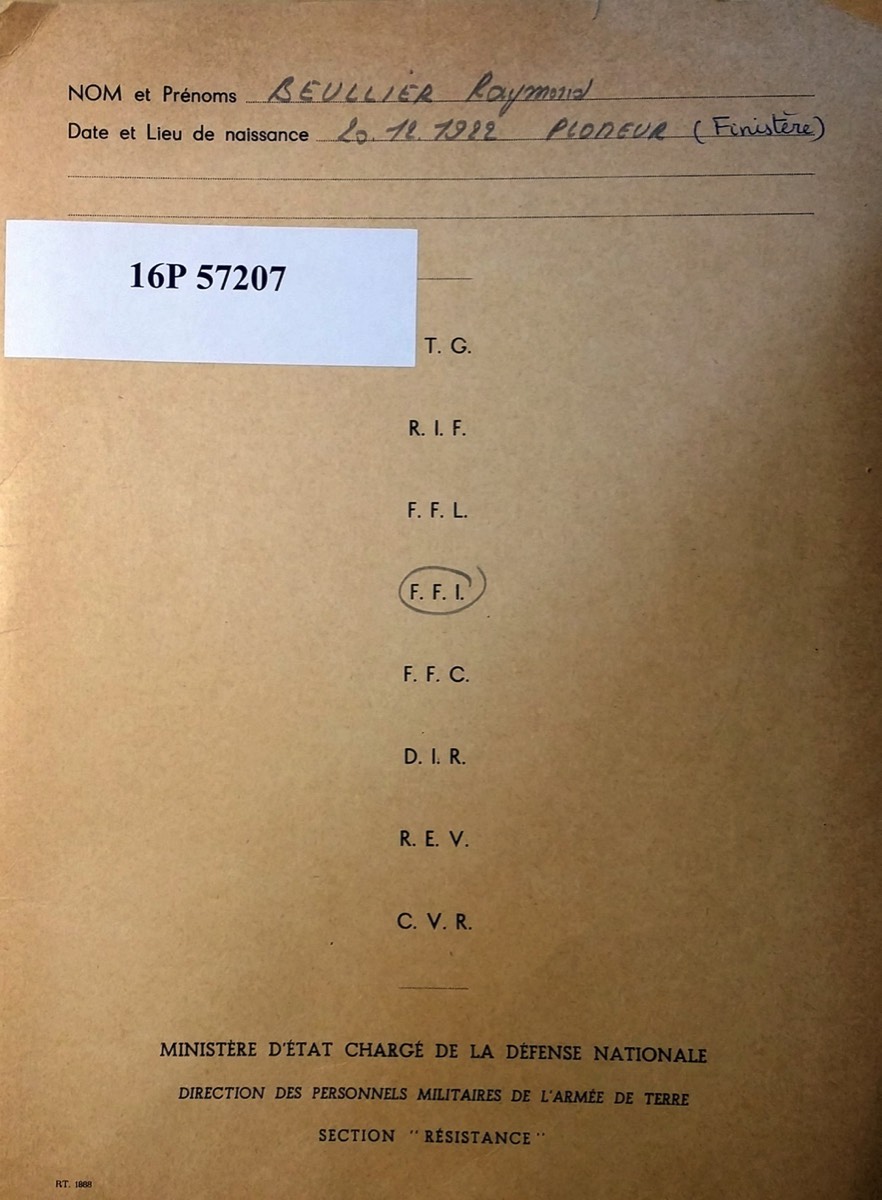 NOM et Prénoms BEULLIER Raymond
Date et Lieu de naissance 20.12.1922 PLONEUR (Finistère)
16P 57207
T. G.
R. I. F.
F. F. L.
F. F. I.
F. F. C.
D. I. R.
R. E. V.
C. V. R.
MINISTÈRE D'ÉTAT CHARGÉ DE LA DÉFENSE NATIONALE
DIRECTION DES PERSONNELS MILITAIRES DE L'ARMÉE DE TERRE
SECTION "RÉSISTANCE"
RT. 1868